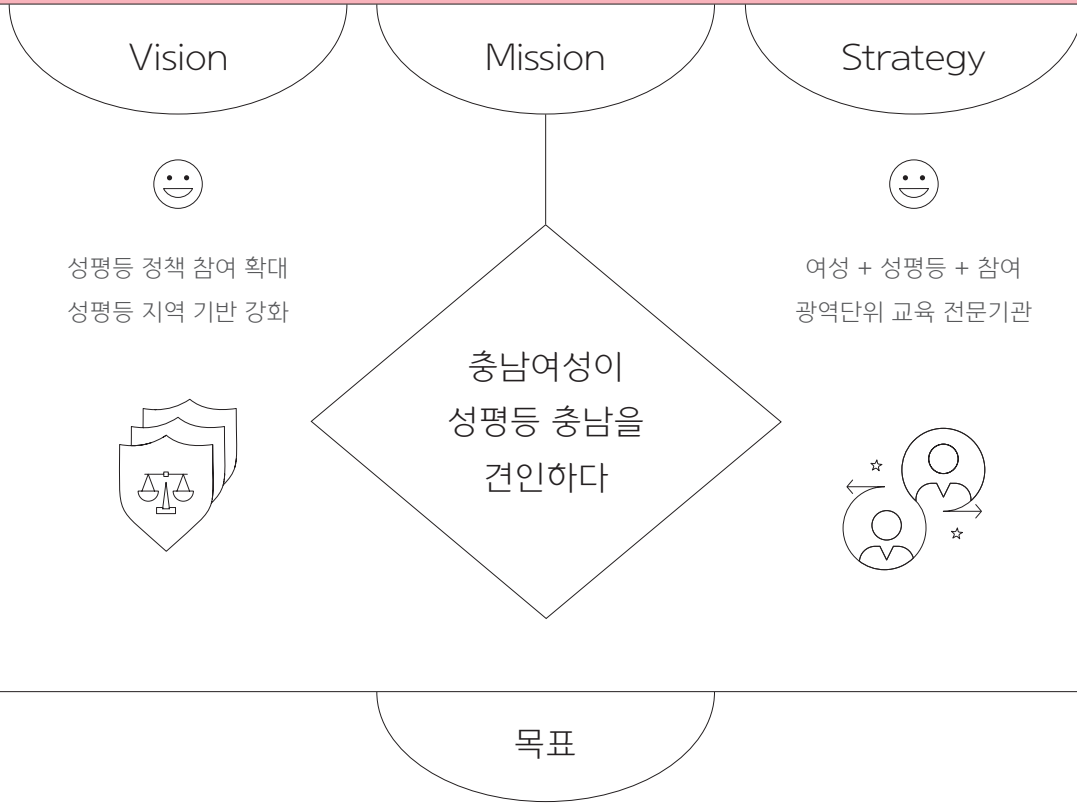 Vision
성평등 정책 참여 확대
성평등 지역 기반 강화
Mission
충남여성이
성평등 충남을
견인하다
Strategy
여성 + 성평등 + 참여
광역단위 교육 전문기관
목표